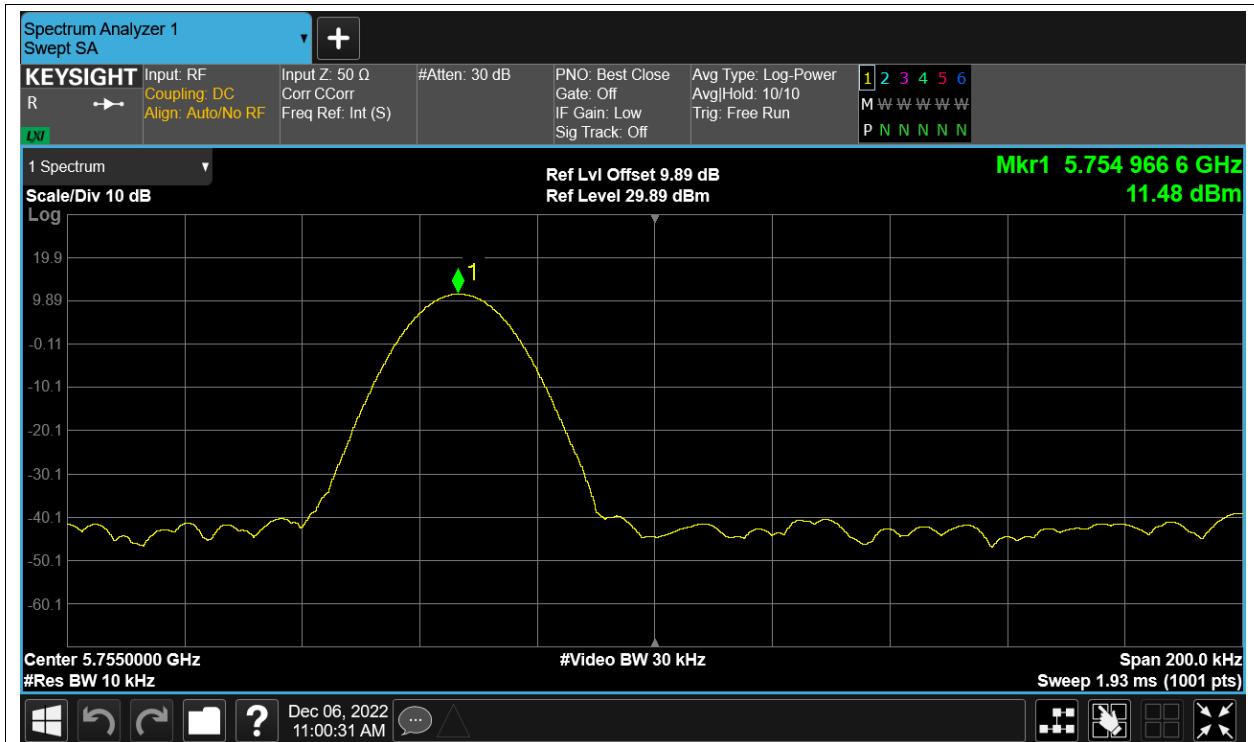 Spectrum Analyzer 1
Swept SA
KEYSIGHT
R
LXI
Input: RF
Coupling: DC
Align: Auto/No RF
Input Z: 50 Ω
Corr CCorr
Freq Ref: Int (S)
#Atten: 30 dB
PNO: Best Close
Gate: Off
IF Gain: Low
Sig Track: Off
Avg Type: Log-Power
Avg|Hold: 10/10
Trig: Free Run
1 2 3 4 5 6
M W W W W W
P N N N N N
1 Spectrum
Scale/Div 10 dB
Log
Ref Lvl Offset 9.89 dB
Ref Level 29.89 dBm
Mkr1 5.754 966 6 GHz
11.48 dBm
19.9
9.89
-0.11
-10.1
-20.1
-30.1
-40.1
-50.1
-60.1
1
Center 5.7550000 GHz
#Res BW 10 kHz
#Video BW 30 kHz
Span 200.0 kHz
Sweep 1.93 ms (1001 pts)
?
Dec 06, 2022
11:00:31 AM